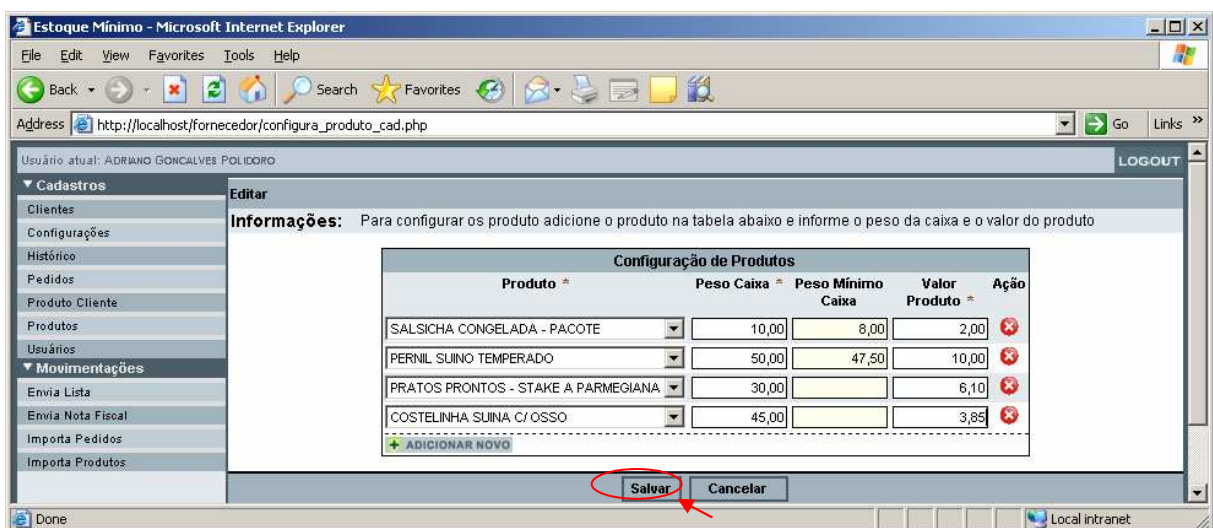 Estoque Mínimo - Microsoft Internet Explorer
File Edit View Favorites Tools Help
Back Search Favorites
Address http://localhost/fornecedor/configura_produto_cad.php Go Links »
Usuário atual: ADRIANO GONCALVES POLIDORO LOGOUT
Cadastros
Clientes
Configurações
Histórico
Pedidos
Produto Cliente
Produtos
Usuários
Movimentações
Envia Lista
Envia Nota Fiscal
Importa Pedidos
Importa Produtos
Editar
Informações: Para configurar os produto adicione o produto na tabela abaixo e informe o peso da caixa e o valor do produto
Configuração de Produtos
Produto * Peso Caixa * Peso Mínimo Caixa Valor Produto * Ação
SALSICHA CONGELADA - PACOTE 10,00 8,00 2,00
PERNIL SUINO TEMPERADO 50,00 47,50 10,00
PRATOS PRONTOS - STAKE A PARMEGIANA 30,00 6,10
COSTELINHA SUINA C/ OSSO 45,00 3,85
+ ADICIONAR NOVO
Salvar Cancelar
Done Local intranet